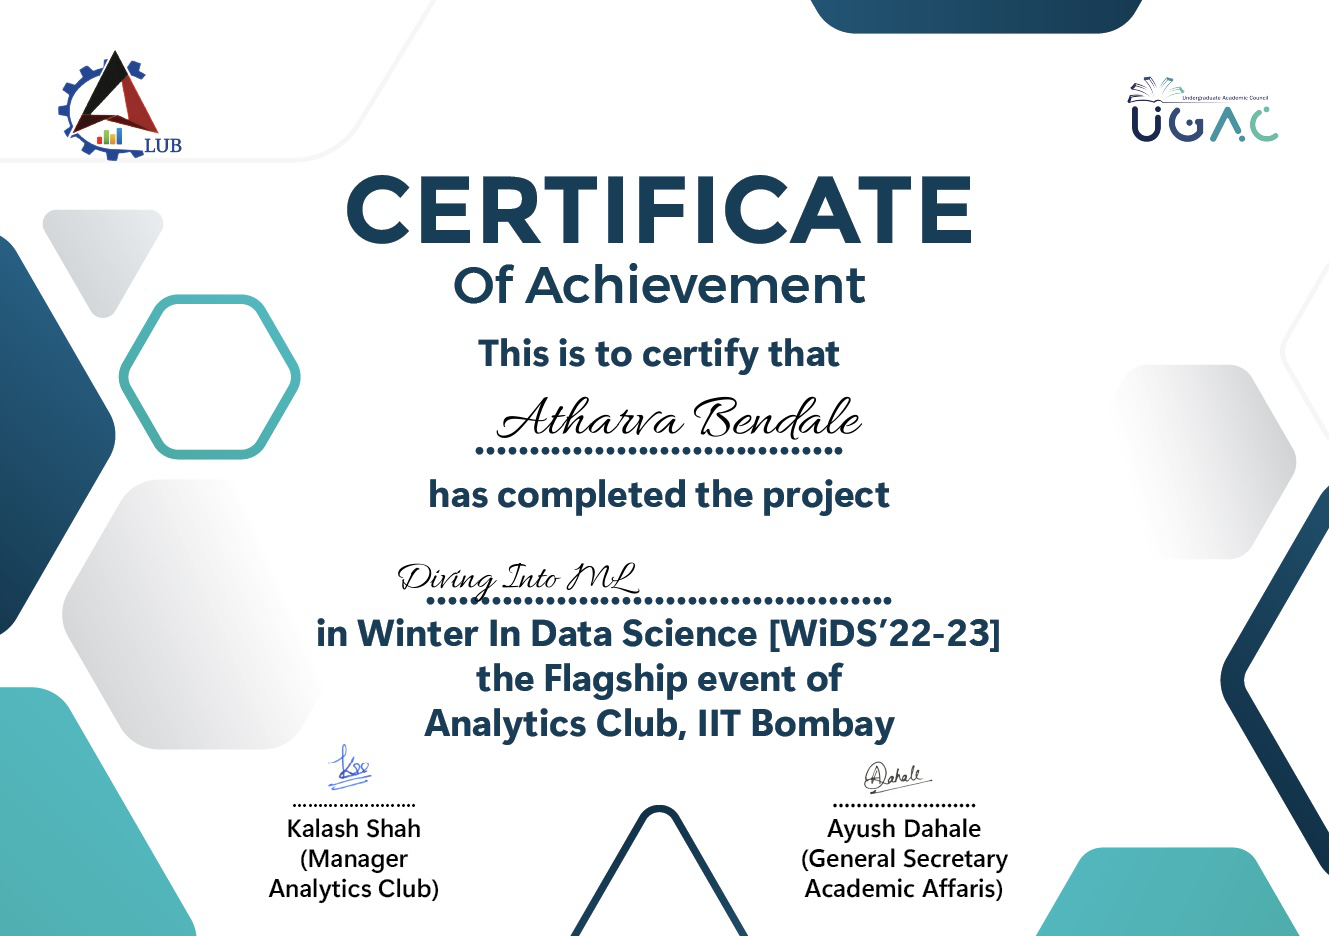 LUB
Undergraduate Academic Council
UGAC
CERTIFICATE
Of Achievement
This is to certify that
Atharva Bendale
has completed the project
Diving Into ML
in Winter In Data Science [WiDS’22-23]
the Flagship event of
Analytics Club, IIT Bombay
Dahale
Kalash Shah
(Manager
Analytics Club)
Ayush Dahale
(General Secretary
Academic Affaris)